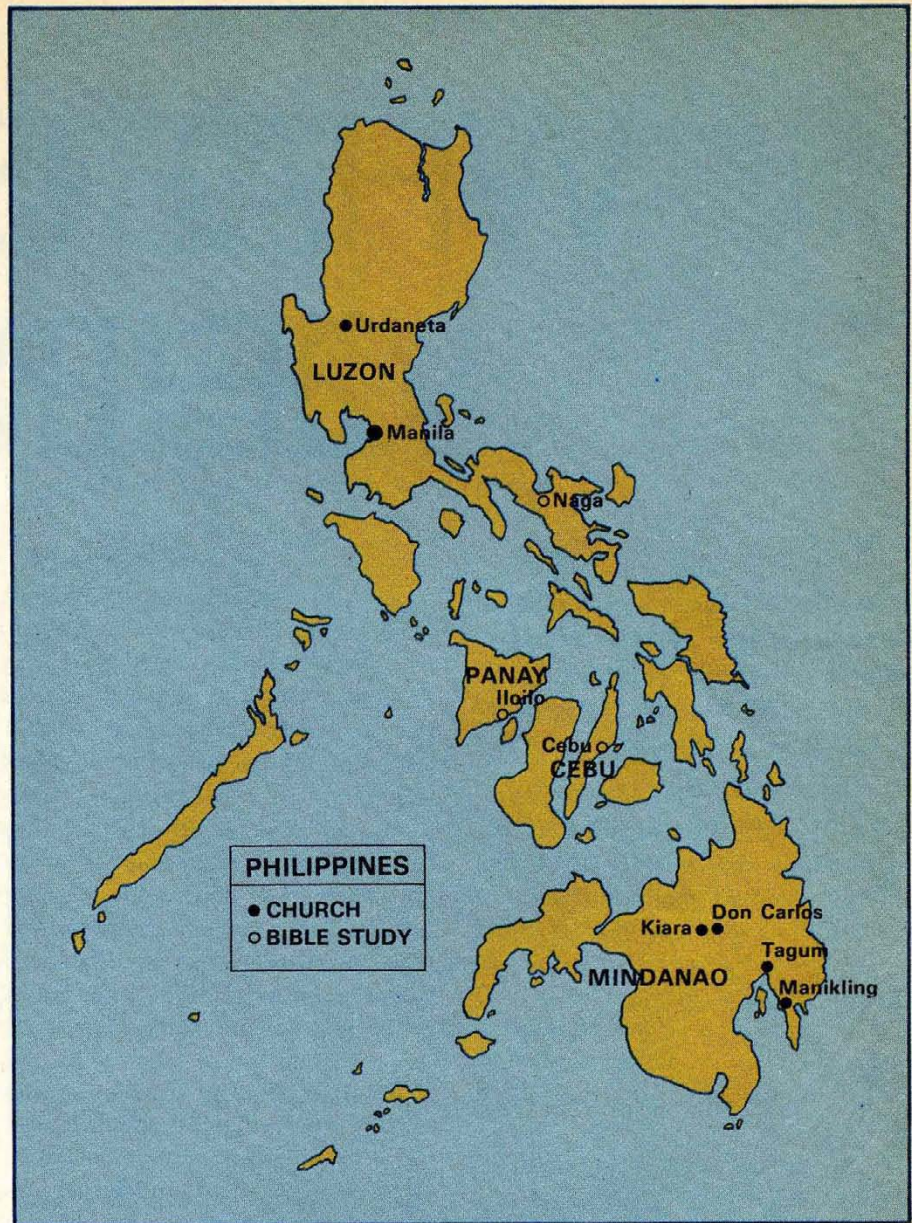 Urdaneta
LUZON
Manila
Naga
PANAY
Iloilo
Cebu
CEBU
PHILIPPINES
CHURCH
BIBLE STUDY
Kiara
Don Carlos
Tagum
MINDANAO
Manikling